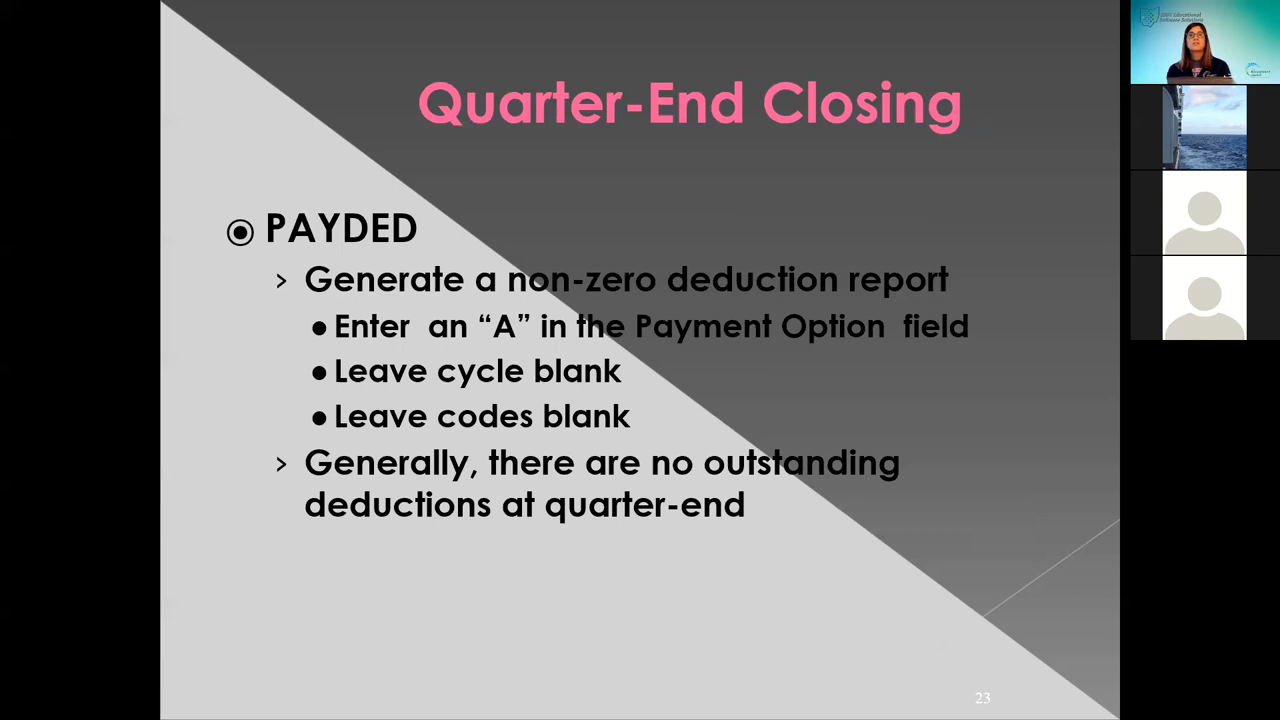 Quarter-End Closing
PAYDED
Generate a non-zero deduction report
Enter an “A” in the Payment Option field
Leave cycle blank
Leave codes blank
Generally, there are no outstanding
deductions at quarter-end
23